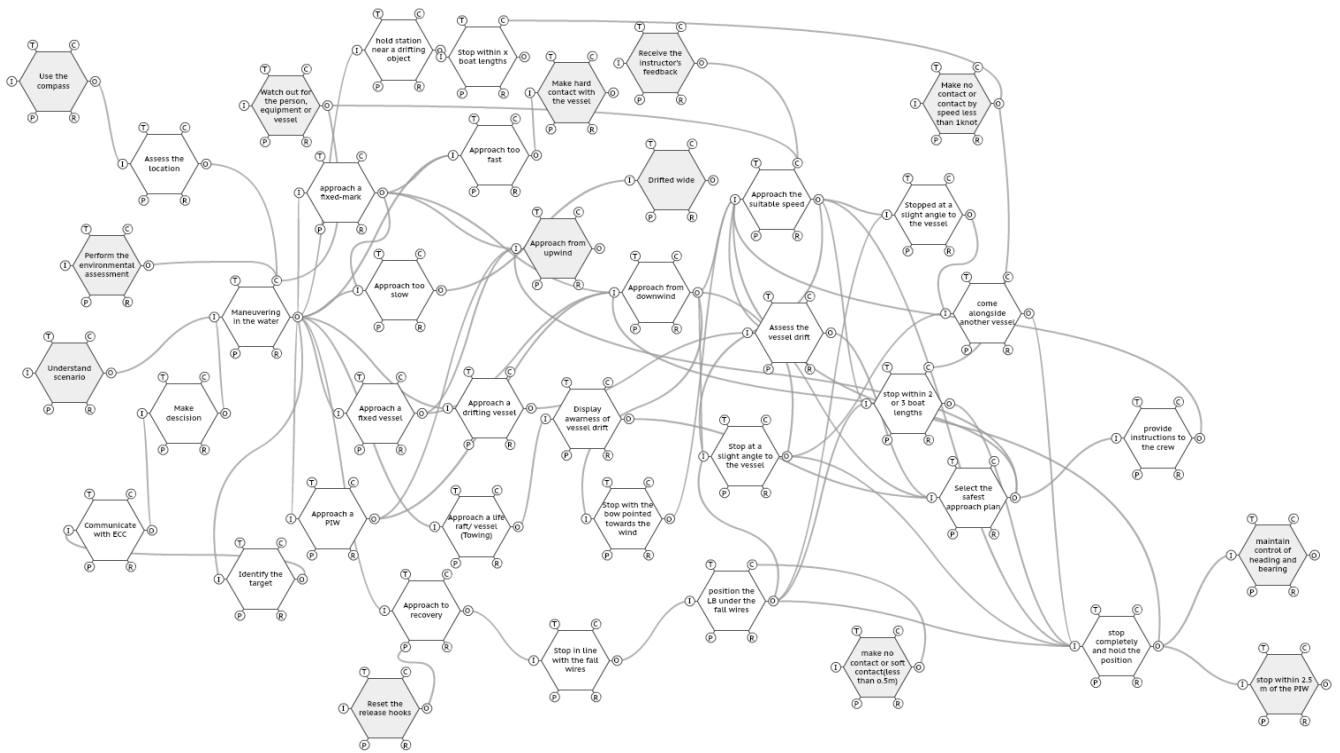 Use the
compass
Assess the
location
Perform the
environmental
assessment
Understand
scenario
Make
descision
Communicate
with ECC
Identify the
target
Maneuvering
in the water
Watch out for
the person,
equipment or
vessel
hold station
near a drifting
object
Stop within x
boat lengths
Make hard
contact with
the vessel
Receive the
instructor's
feedback
Make no
contact or
contact by
speed less
than 1knot
approach a
fixed-mark
Approach too
fast
Drifted wide
Approach the
suitable speed
Stopped at a
slight angle to
the vessel
Approach from
upwind
Approach too
slow
Approach from
downwind
Assess the
vessel drift
come
alongside
another vessel
Approach a
fixed vessel
Approach a
drifting vessel
Display
awarness of
vessel drift
stop within 2
or 3 boat
lengths
provide
instructions to
the crew
Stop at a
slight angle to
the vessel
Select the
safest
approach plan
Approach a
PIW
Approach a life
raft/ vessel
(Towing)
Stop with the
bow pointed
towards the
wind
maintain
control of
heading and
bearing
Approach to
recovery
position the
LB under the
fall wires
stop
completely
and hold the
position
Stop in line
with the fall
wires
make no
contact or soft
contact(less
than 0.5m)
stop within 2.5
m of the PIW
Reset the
release hooks